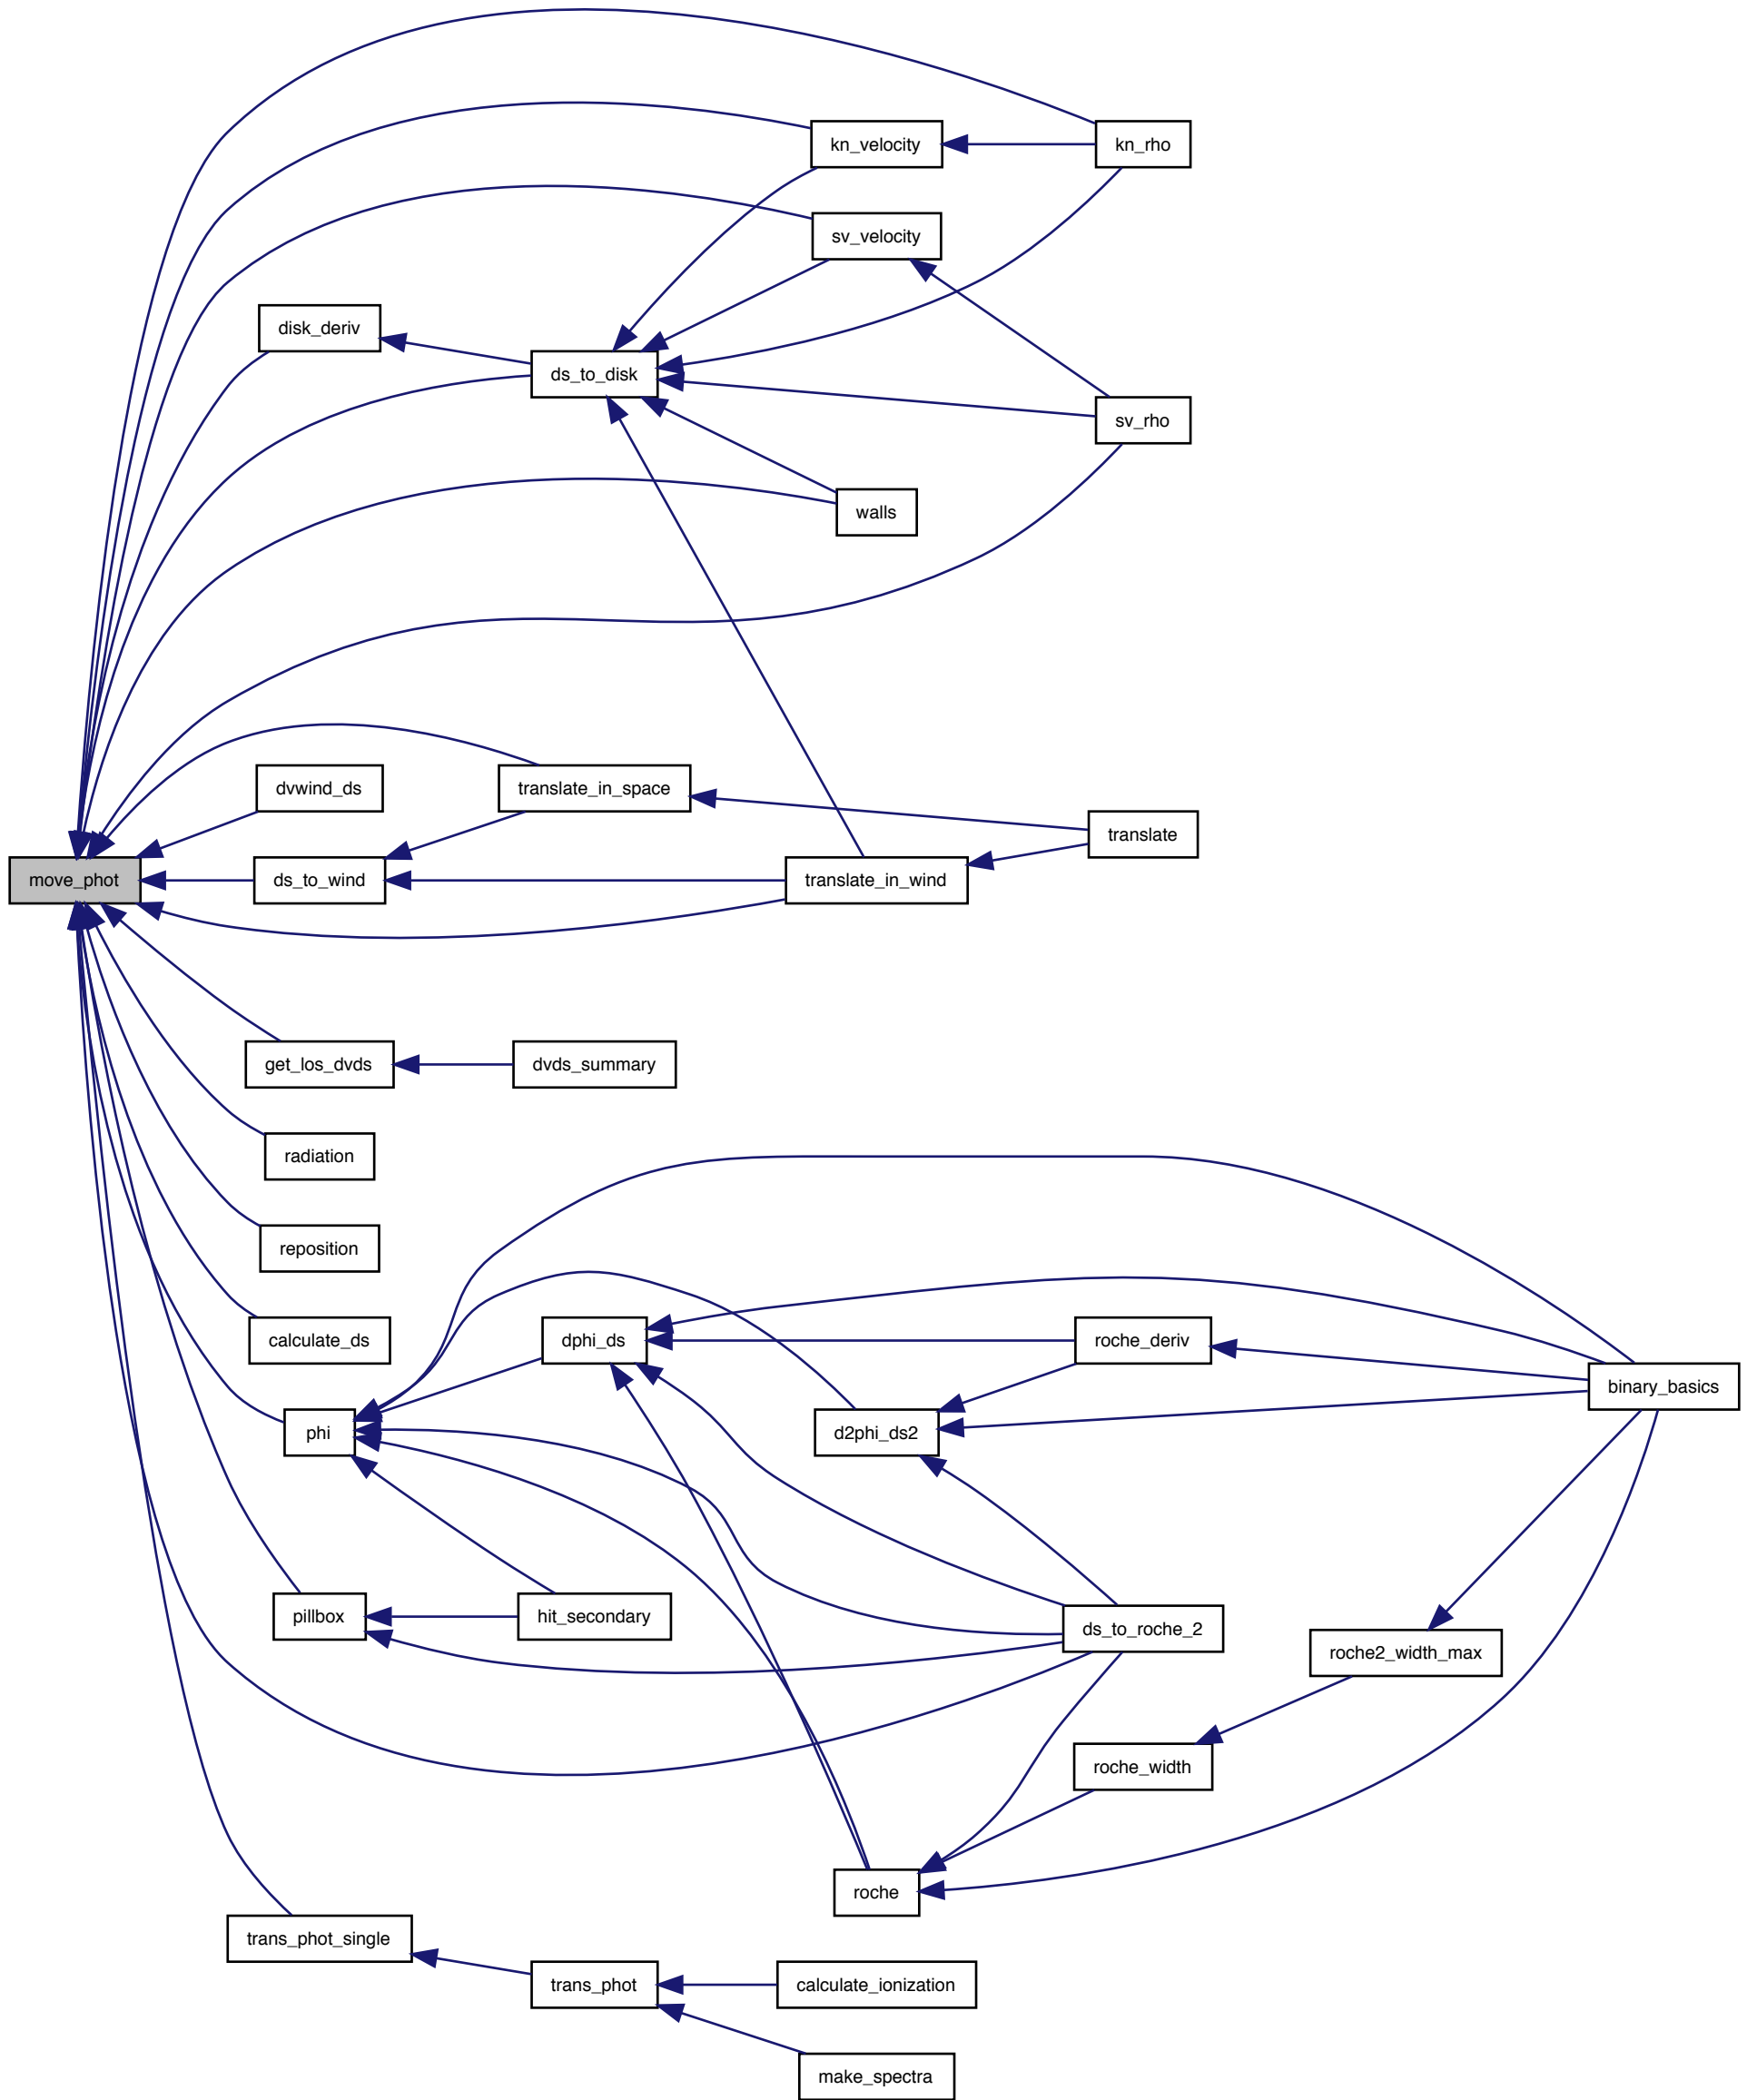 kn_velocity
kn_rho
sv_velocity
disk_deriv
ds_to_disk
sv_rho
walls
dvwind_ds
translate_in_space
translate
move_phot
ds_to_wind
translate_in_wind
get_los_dvds
dvds_summary
radiation
reposition
calculate_ds
dphi_ds
roche_deriv
binary_basics
phi
d2phi_ds2
pillbox
hit_secondary
ds_to_roche_2
roche2_width_max
roche_width
roche
trans_phot_single
trans_phot
calculate_ionization
make_spectra